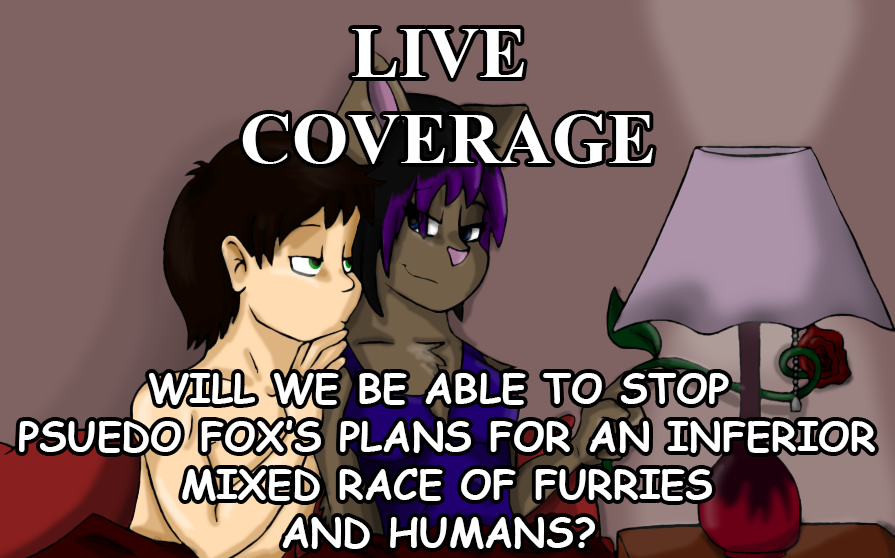 LIVE
COVERAGE
WILL WE BE ABLE TO STOP
PSUEDO FOX'S PLANS FOR AN INFERIOR
MIXED RACE OF FURRIES
AND HUMANS?